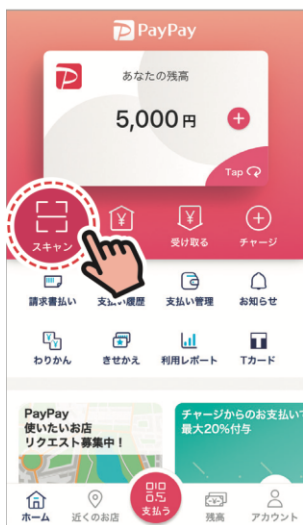 PayPay
あなたの残高
5,000 円
Tap
スキャン
受け取る
チャージ
請求書払い
支払い履歴
支払い管理
お知らせ
わりかん
きせかえ
利用レポート
Tカード
PayPay
使いたいお店
リクエスト募集中！
チャージからのお支払いで
最大20%付与
ホーム
近くのお店
支払う
残高
アカウント